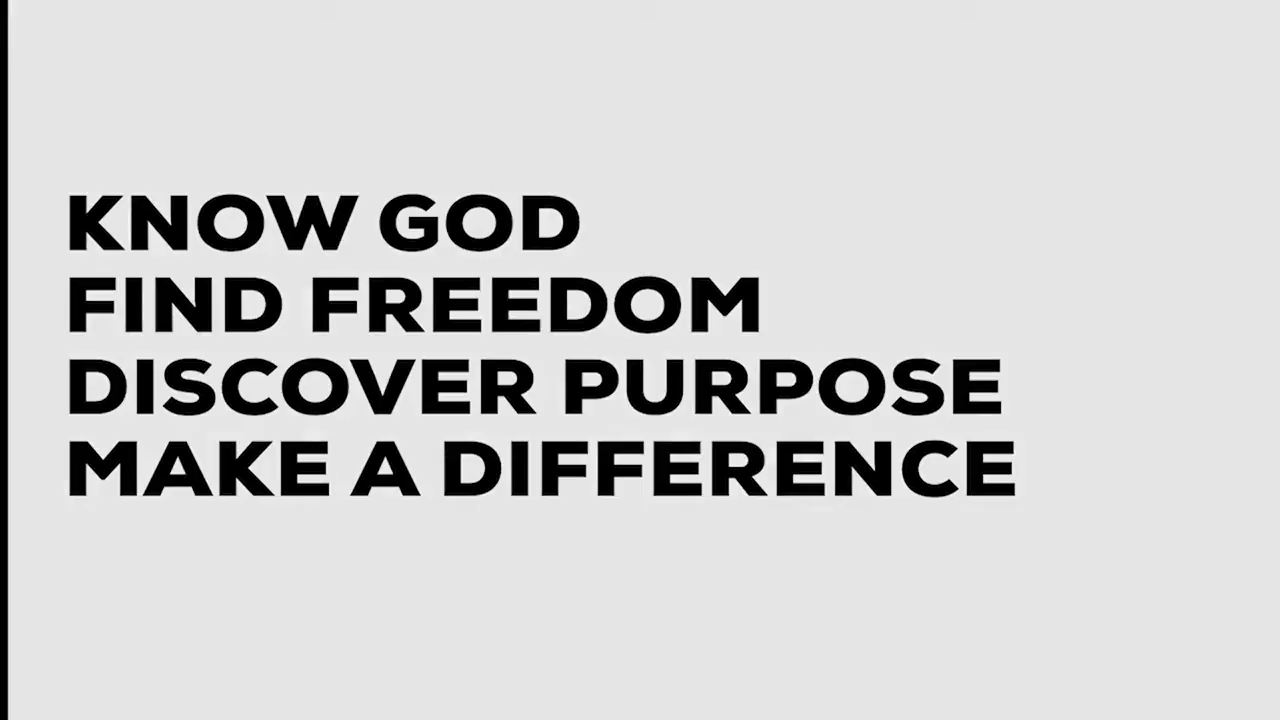 KNOW GOD
FIND FREEDOM
DISCOVER PURPOSE
MAKE A DIFFERENCE